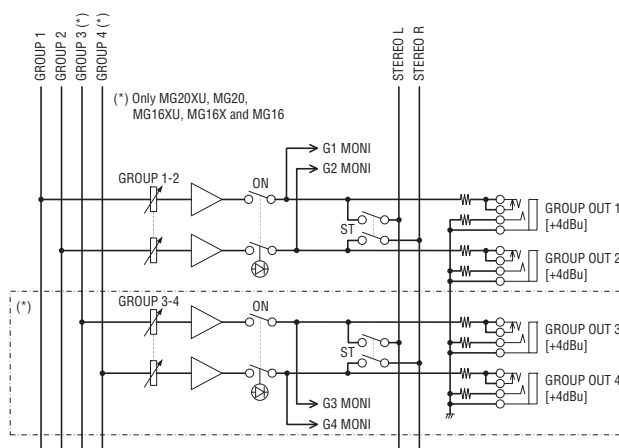 GROUP 1
GROUP 2
GROUP 3 (*)
GROUP 4 (*)
STEREO L
STEREO R
(*) Only MG20XU, MG20,
MG16XU, MG16X and MG16
G1 MONI
G2 MONI
GROUP 1-2
ON
ST
GROUP OUT 1
[+4dBu]
GROUP OUT 2
[+4dBu]
(*)
GROUP 3-4
ON
ST
GROUP OUT 3
[+4dBu]
GROUP OUT 4
[+4dBu]
G3 MONI
G4 MONI